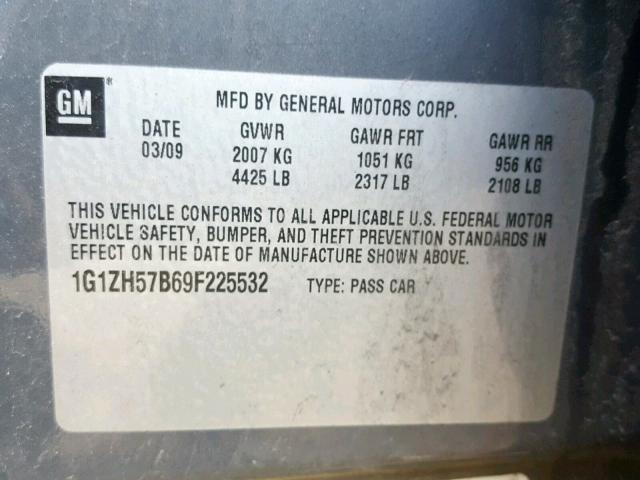 GM
MFD BY GENERAL MOTORS CORP.
DATE GVWR GAWR FRT GAWR RR
03/09 2007 KG 1051 KG 956 KG
4425 LB 2317 LB 2108 LB
THIS VEHICLE CONFORMS TO ALL APPLICABLE U.S. FEDERAL MOTOR
VEHICLE SAFETY, BUMPER, AND THEFT PREVENTION STANDARDS IN
EFFECT ON THE DATE OF MANUFACTURE SHOWN ABOVE.
1G1ZH57B69F225532 TYPE: PASS CAR